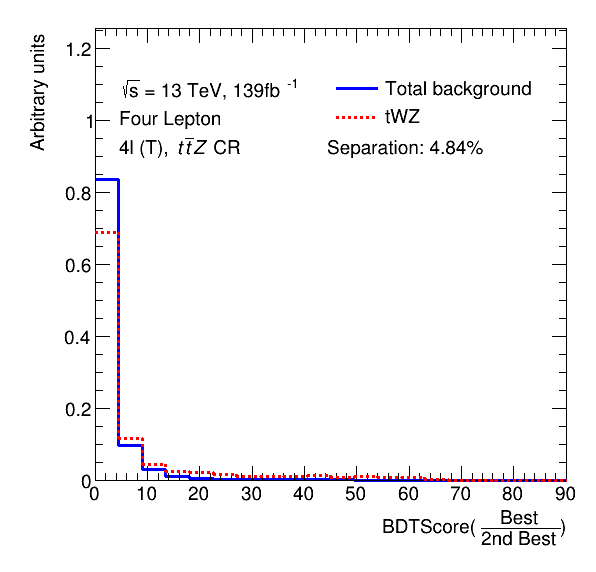 Arbitrary units
1.2
1
0.8
0.6
0.4
0.2
0
√s = 13 TeV, 139fb⁻¹
Four Lepton
4l (T), tt̅Z CR
Total background
tWZ
Separation: 4.84%
0 10 20 30 40 50 60 70 80 90
BDTScore(Best/2nd Best)